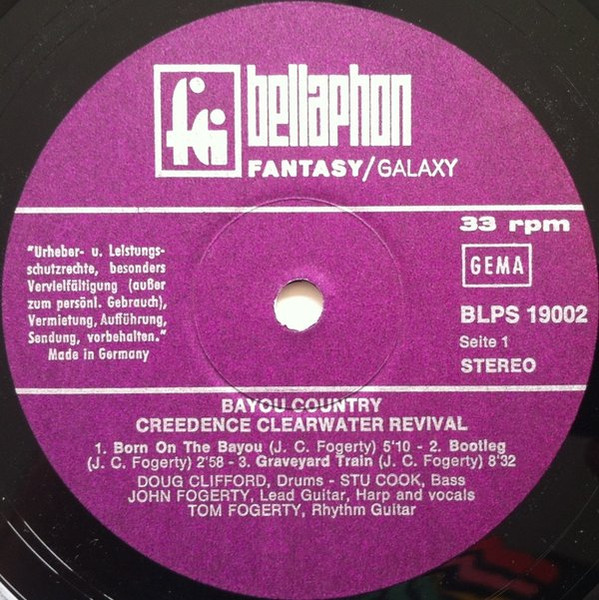 fk
bellaphon
FANTASY/GALAXY
33 rpm
GEMA
BLPS 19002
Seite 1
STEREO
"Urheber- u. Leistungs-
schutzrechte, besonders
Vervielfältigung (außer
zum persönl. Gebrauch),
Vermietung, Aufführung,
Sendung, vorbehalten."
Made in Germany
BAYOU COUNTRY
CREEDENCE CLEARWATER REVIVAL
1. Born On The Bayou (J. C. Fogerty) 5'10 - 2. Bootleg
(J. C. Fogerty) 2'58 - 3. Graveyard Train (J. C. Fogerty) 8'32
DOUG CLIFFORD, Drums - STU COOK, Bass
JOHN FOGERTY, Lead Guitar, Harp and vocals
TOM FOGERTY, Rhythm Guitar